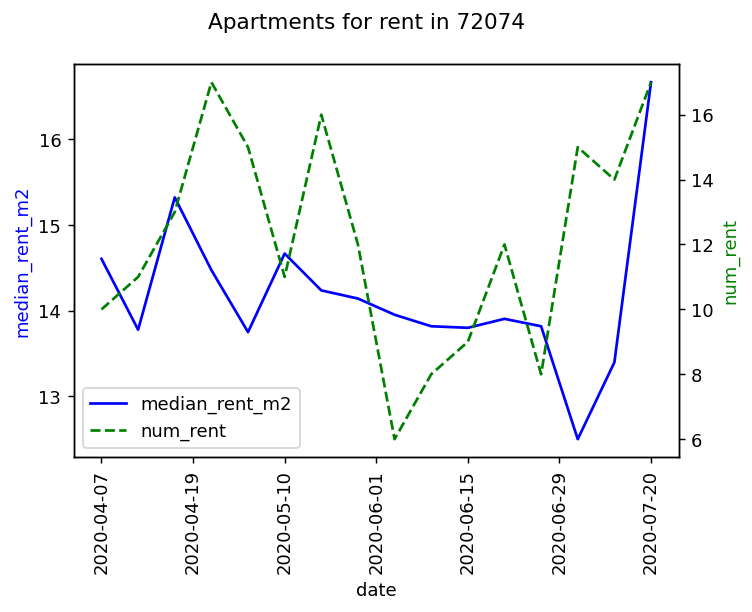 Apartments for rent in 72074
median_rent_m2
16
15
14
13
num_rent
16
14
12
10
8
6
median_rent_m2
num_rent
2020-04-07
2020-04-19
2020-05-10
2020-06-01
2020-06-15
2020-06-29
2020-07-20
date